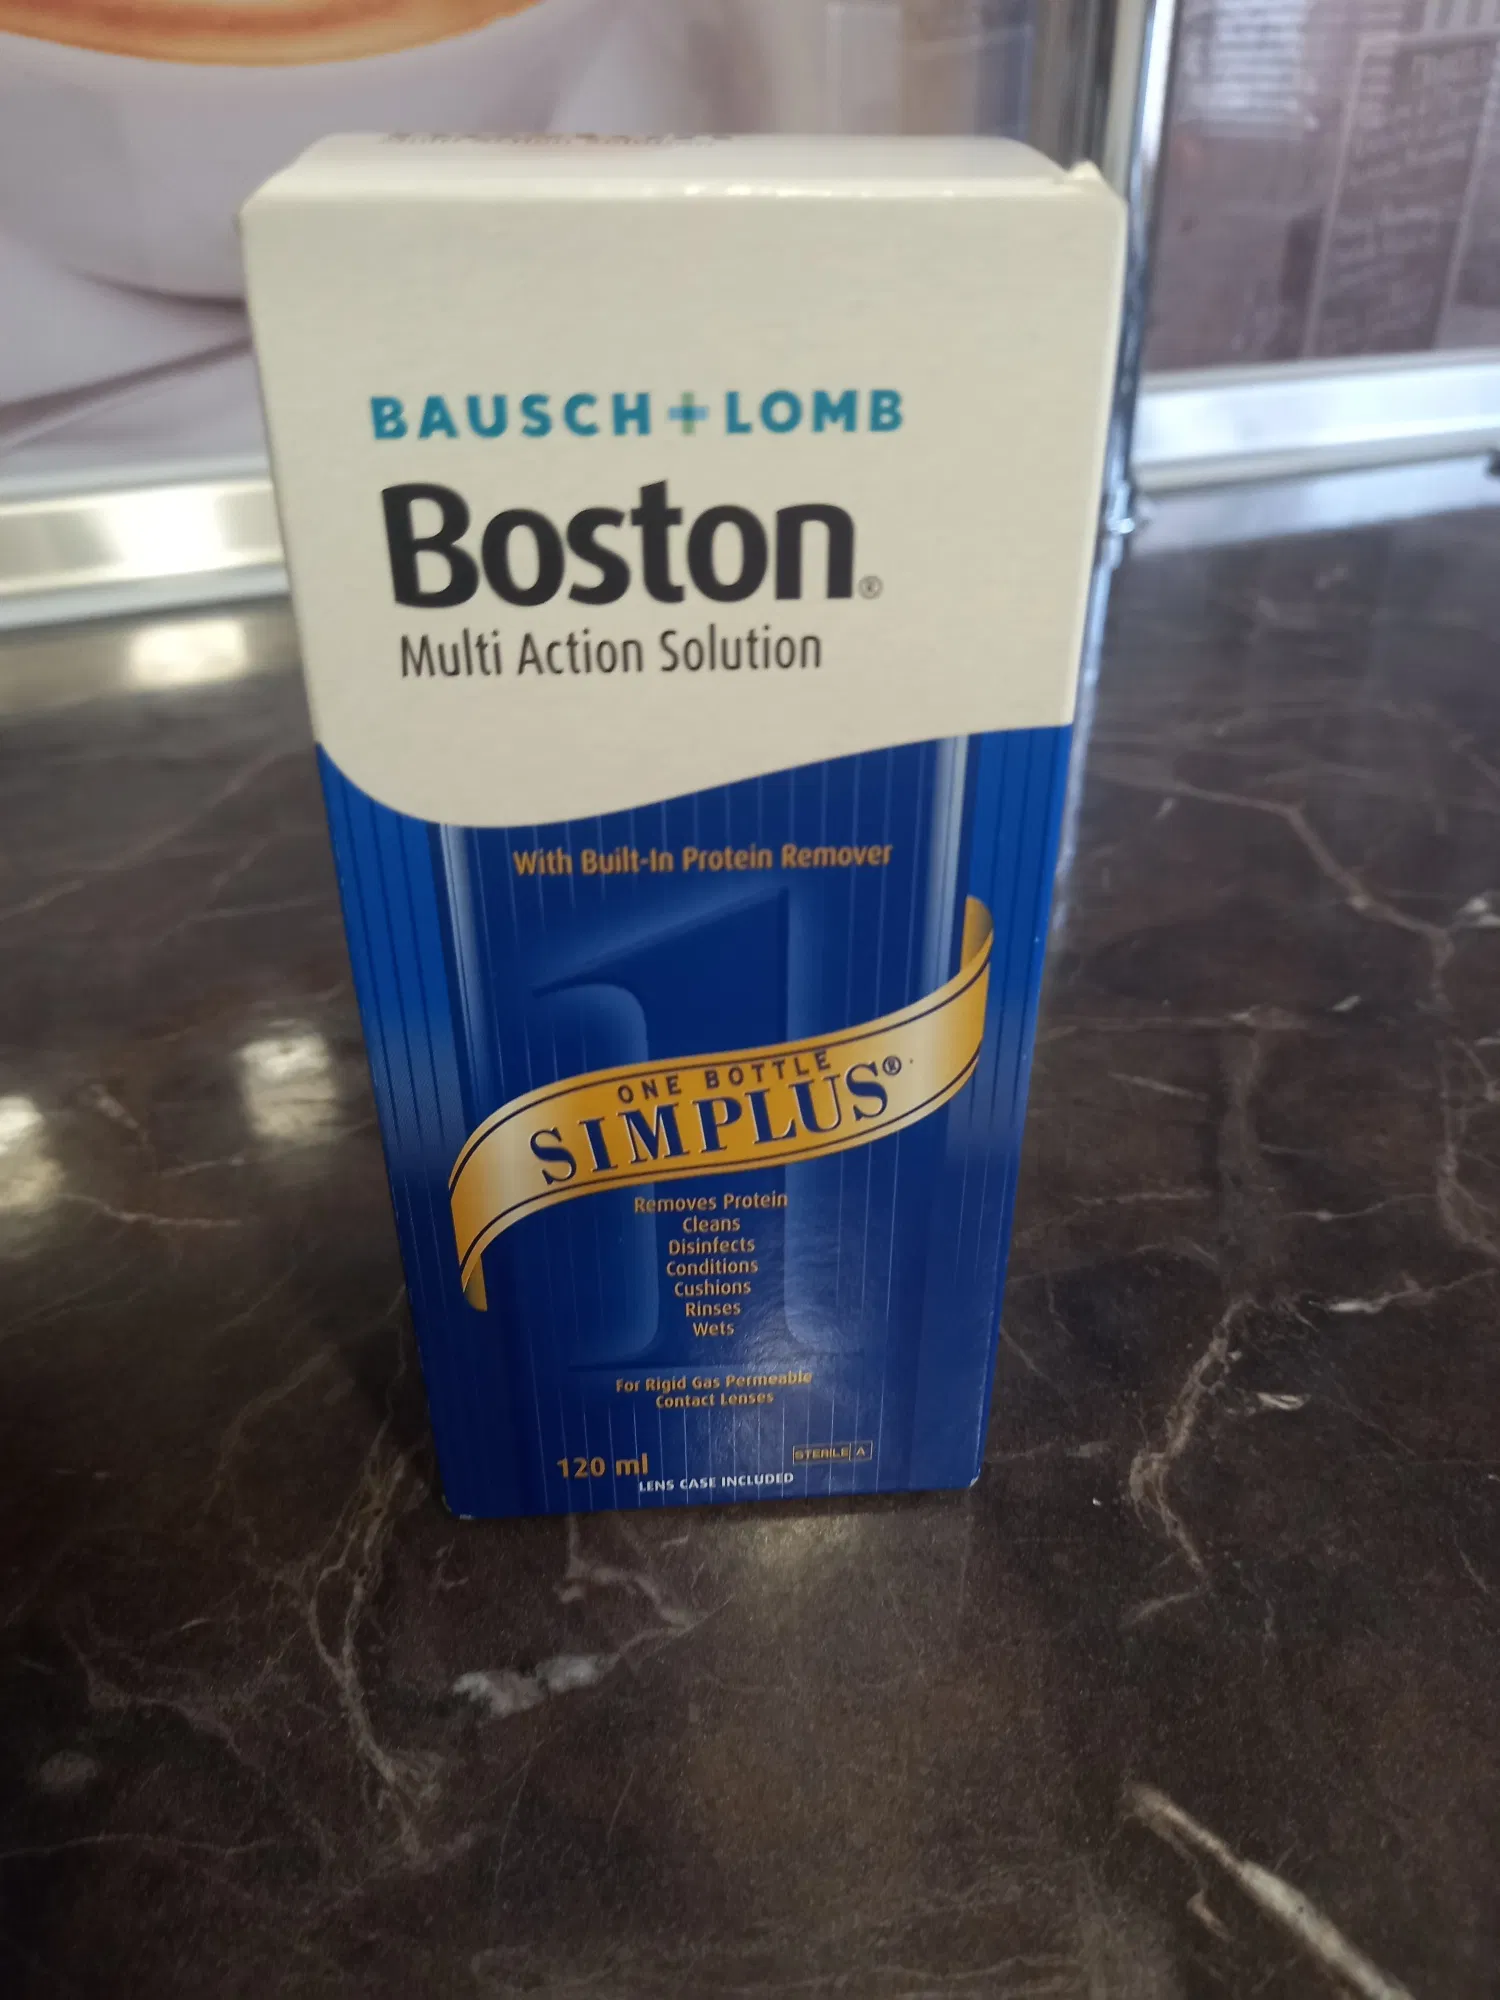 BAUSCH + LOMB
Boston®
Multi Action Solution
With Built-In Protein Remover
1
ONE BOTTLE
SIMPLUS®
Removes Protein
Cleans
Disinfects
Conditions
Cushions
Rinses
Wets
For Rigid Gas Permeable
Contact Lenses
120 ml
STERILE A
LENS CASE INCLUDED